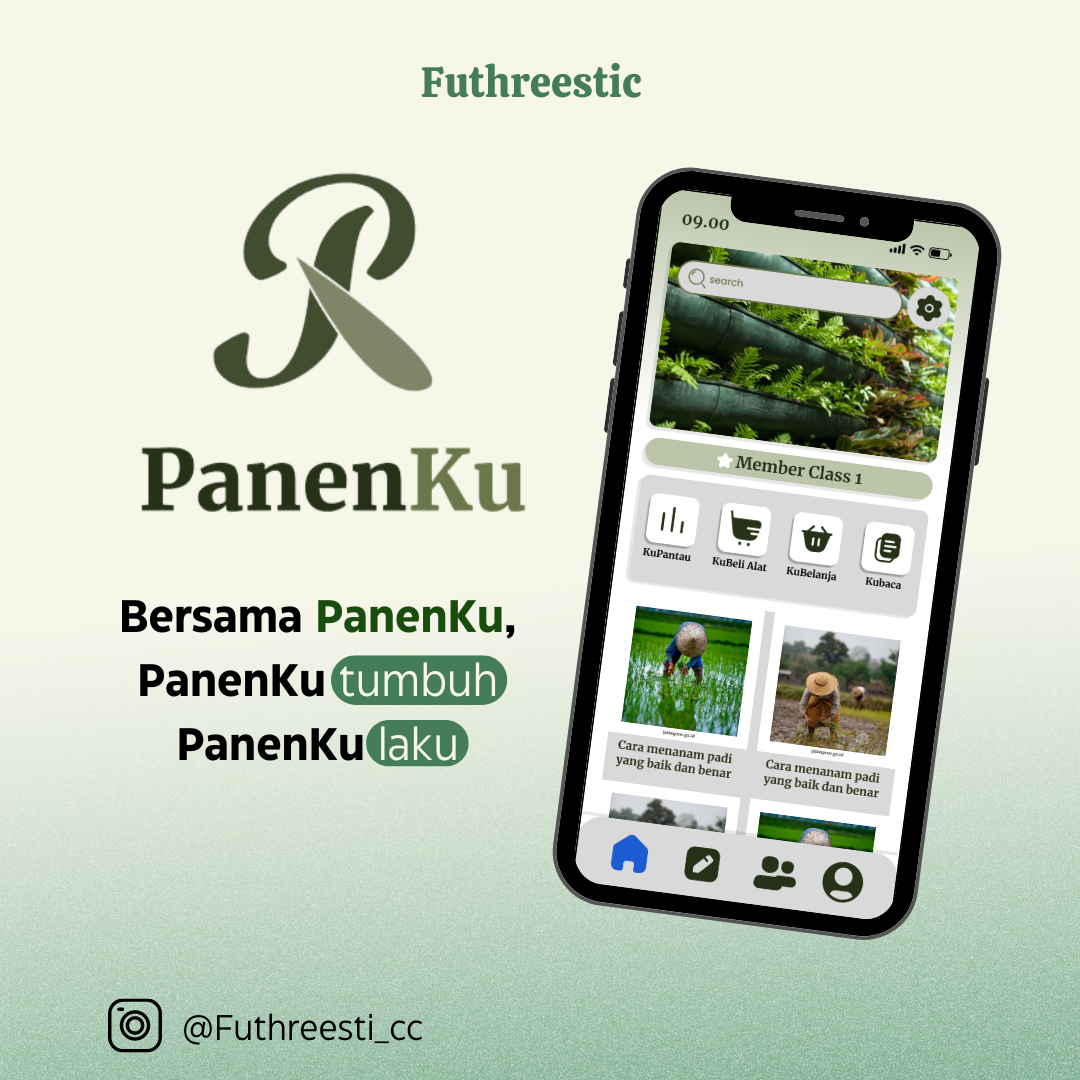 Futhreestic
PanenKu
Bersama PanenKu,
PanenKu tumbuh
PanenKu laku
09.00
search
Member Class 1
KuPantau
KuBeli Alat
KuBelanja
Kubaca
Cara menanam padi
yang baik dan benar
Cara menanam padi
yang baik dan benar
@Futhreesti_cc